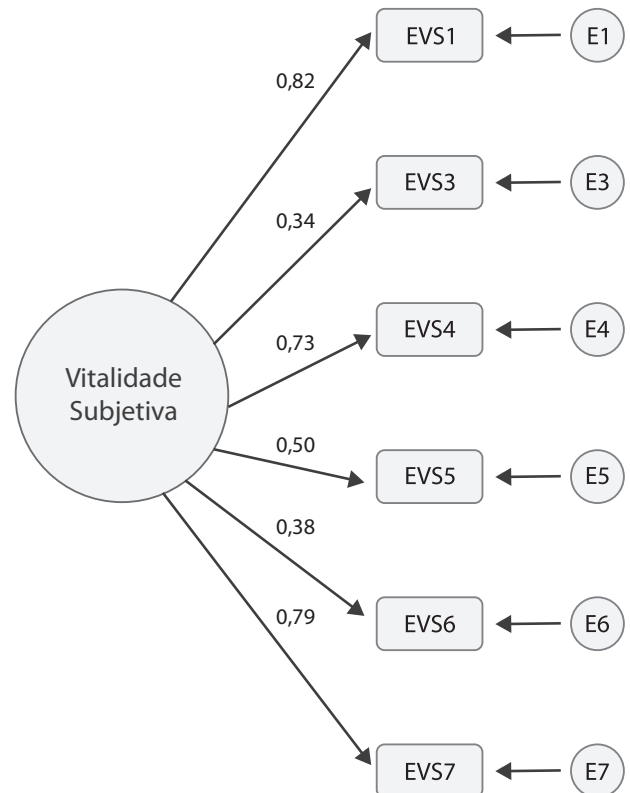 EVS1
E1
0,82
EVS3
E3
0,34
EVS4
E4
0,73
Vitalidade
Subjetiva
0,50
EVS5
E5
0,38
EVS6
E6
0,79
EVS7
E7